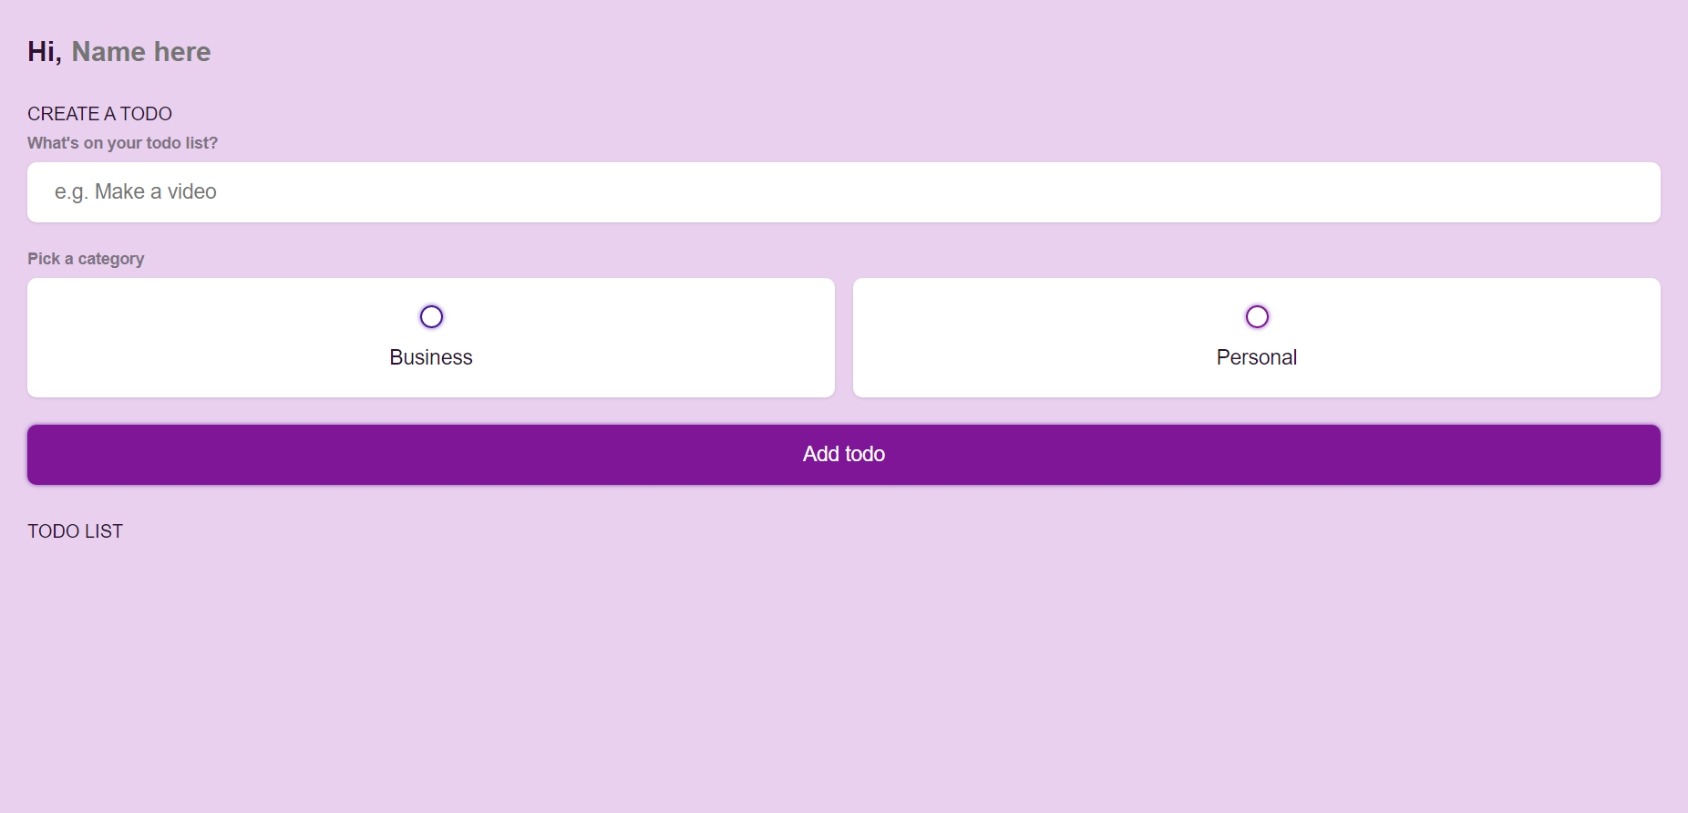 Hi, Name here
CREATE A TODO
What's on your todo list?
e.g. Make a video
Pick a category
Business
Personal
Add todo
TODO LIST